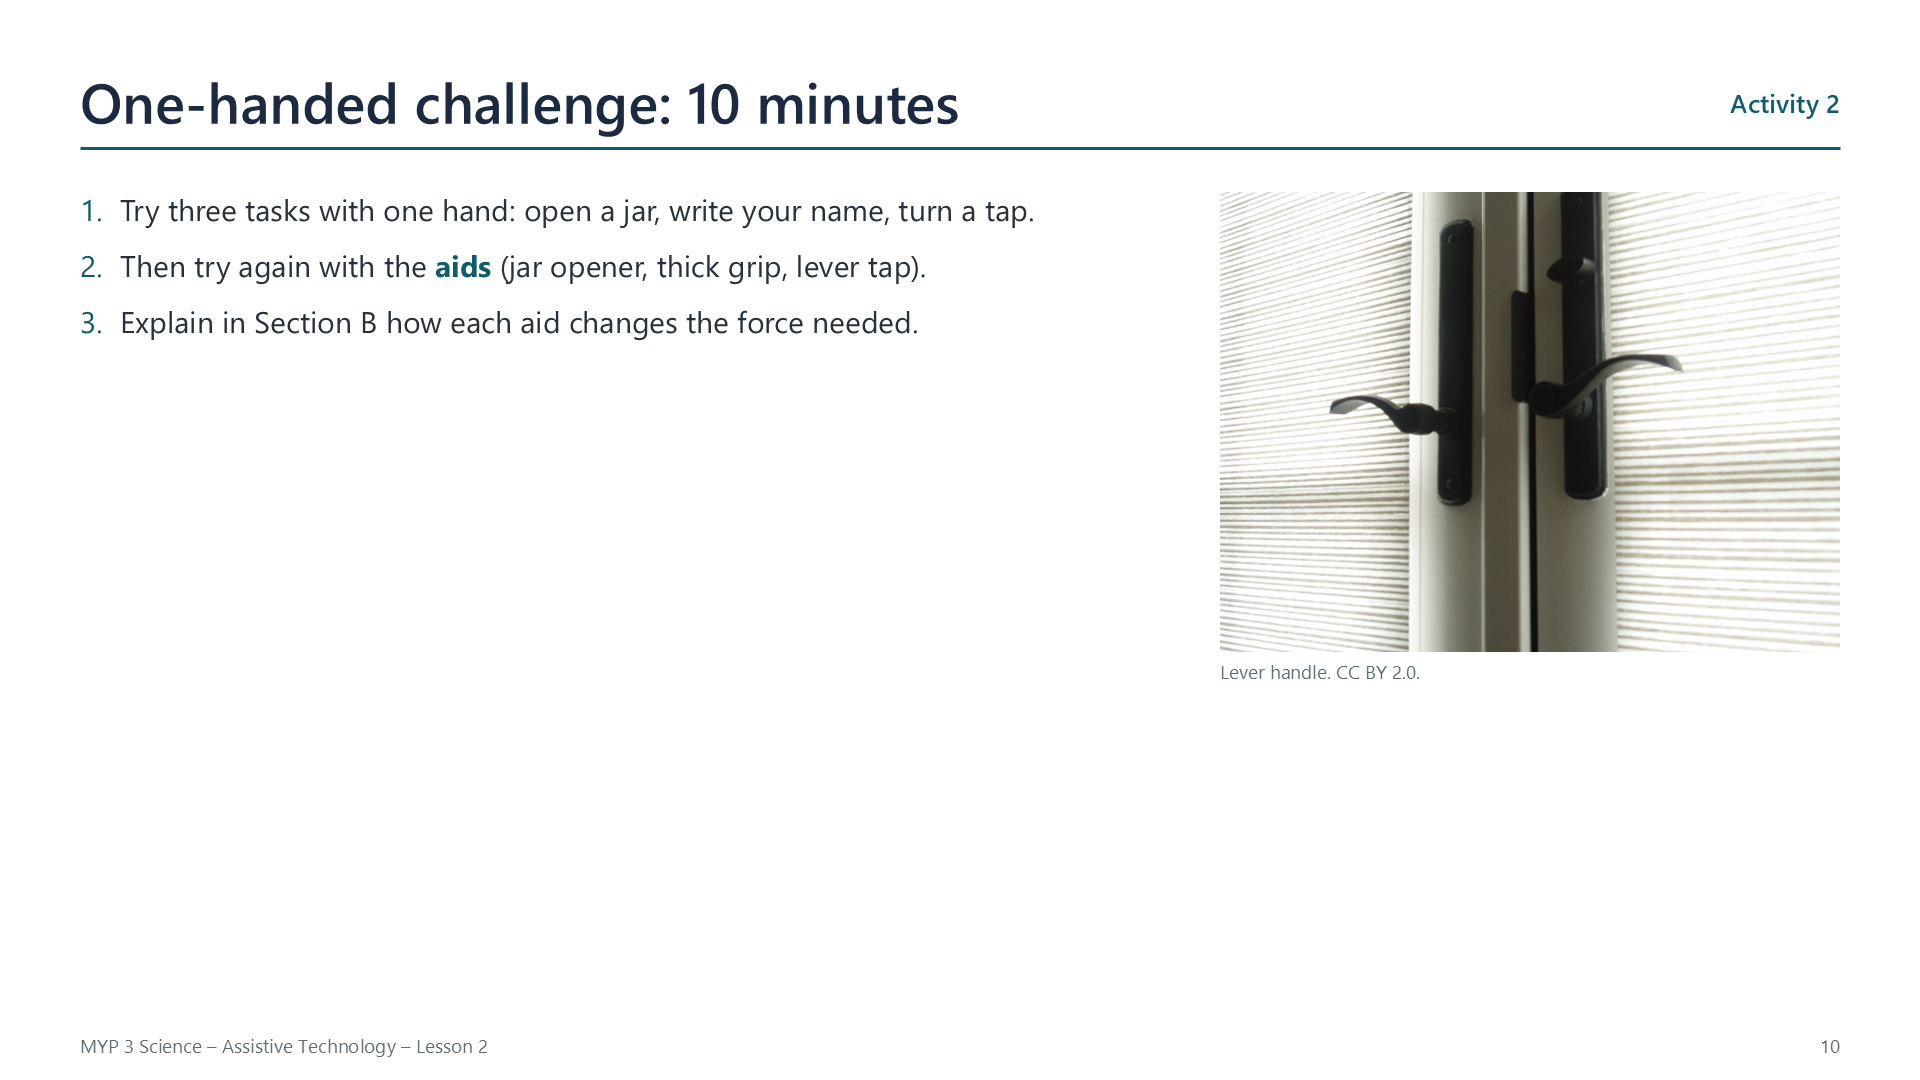 One-handed challenge: 10 minutes
Activity 2
1. Try three tasks with one hand: open a jar, write your name, turn a tap.
2. Then try again with the aids (jar opener, thick grip, lever tap).
3. Explain in Section B how each aid changes the force needed.
Lever handle. CC BY 2.0.
MYP 3 Science – Assistive Technology – Lesson 2
10